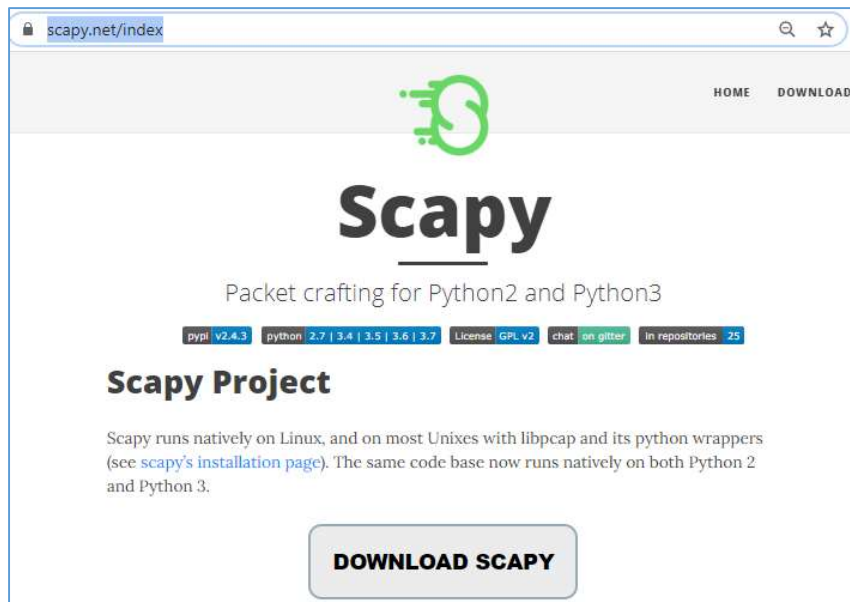 scapy.net/index
HOME DOWNLOAD
Scapy
Packet crafting for Python2 and Python3
pypi v2.4.3 python 2.7 | 3.4 | 3.5 | 3.6 | 3.7 License GPL v2 chat on gitter in repositories 25
Scapy Project
Scapy runs natively on Linux, and on most Unixes with libpcap and its python wrappers
(see scapy's installation page). The same code base now runs natively on both Python 2
and Python 3.
DOWNLOAD SCAPY